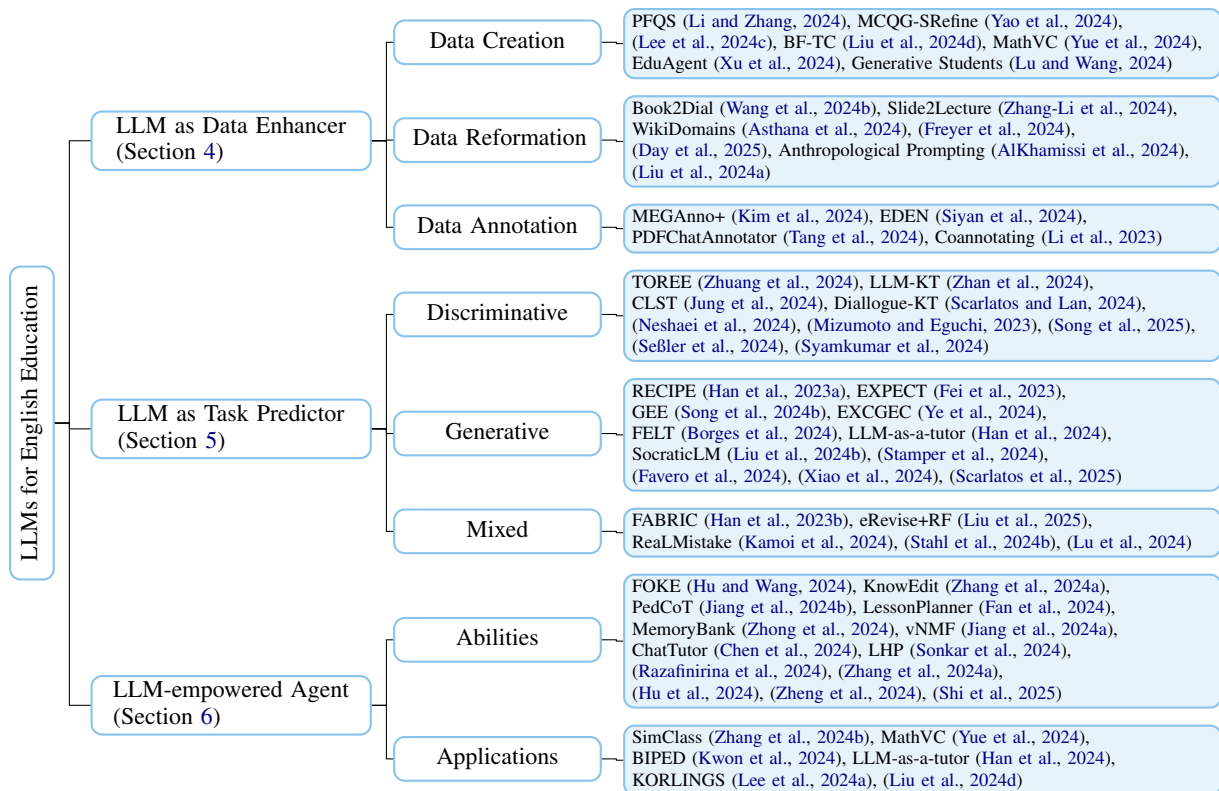 LLMs for English Education
LLM as Data Enhancer
(Section 4)
Data Creation
PFQS (Li and Zhang, 2024), MCQG-SRefine (Yao et al., 2024),
(Lee et al., 2024c), BF-TC (Liu et al., 2024d), MathVC (Yue et al., 2024),
EduAgent (Xu et al., 2024), Generative Students (Lu and Wang, 2024)
Data Reformation
Book2Dial (Wang et al., 2024b), Slide2Lecture (Zhang-Li et al., 2024),
WikiDomains (Asthana et al., 2024), (Freyer et al., 2024),
(Day et al., 2025), Anthropological Prompting (AlKhamissi et al., 2024),
(Liu et al., 2024a)
Data Annotation
MEGAnno+ (Kim et al., 2024), EDEN (Siyan et al., 2024),
PDFChatAnnotator (Tang et al., 2024), Coannotating (Li et al., 2023)
LLM as Task Predictor
(Section 5)
Discriminative
TOREE (Zhuang et al., 2024), LLM-KT (Zhan et al., 2024),
CLST (Jung et al., 2024), Diallogue-KT (Scarlatos and Lan, 2024),
(Neshaei et al., 2024), (Mizumoto and Eguchi, 2023), (Song et al., 2025),
(Seßler et al., 2024), (Syamkumar et al., 2024)
Generative
RECIPE (Han et al., 2023a), EXPECT (Fei et al., 2023),
GEE (Song et al., 2024b), EXCGEC (Ye et al., 2024),
FELT (Borges et al., 2024), LLM-as-a-tutor (Han et al., 2024),
SocraticLM (Liu et al., 2024b), (Stamper et al., 2024),
(Favero et al., 2024), (Xiao et al., 2024), (Scarlatos et al., 2025)
Mixed
FABRIC (Han et al., 2023b), eRevise+RF (Liu et al., 2025),
ReaLMistake (Kamoi et al., 2024), (Stahl et al., 2024b), (Lu et al., 2024)
LLM-empowered Agent
(Section 6)
Abilities
FOKE (Hu and Wang, 2024), KnowEdit (Zhang et al., 2024a),
PedCoT (Jiang et al., 2024b), LessonPlanner (Fan et al., 2024),
MemoryBank (Zhong et al., 2024), vNMF (Jiang et al., 2024a),
ChatTutor (Chen et al., 2024), LHP (Sonkar et al., 2024),
(Razafinirina et al., 2024), (Zhang et al., 2024a),
(Hu et al., 2024), (Zheng et al., 2024), (Shi et al., 2025)
Applications
SimClass (Zhang et al., 2024b), MathVC (Yue et al., 2024),
BIPED (Kwon et al., 2024), LLM-as-a-tutor (Han et al., 2024),
KORLINGS (Lee et al., 2024a), (Liu et al., 2024d)